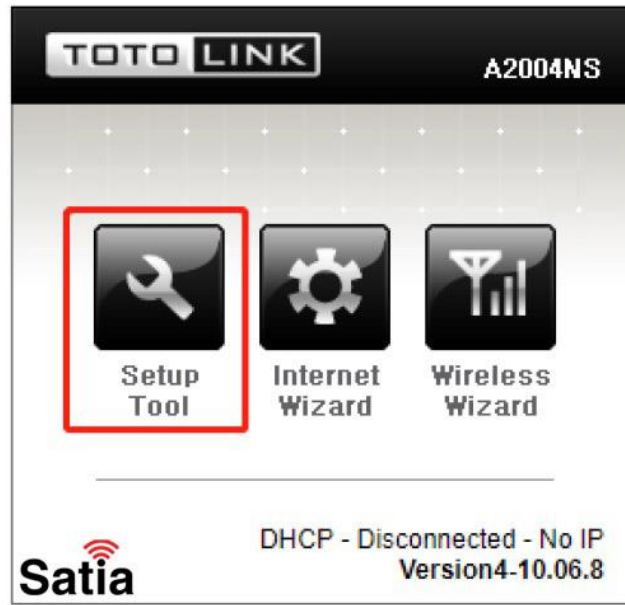 TOTO LINK
A2004NS
Setup
Tool
Internet
Wizard
Wireless
Wizard
DHCP - Disconnected - No IP
Version4-10.06.8
Satia